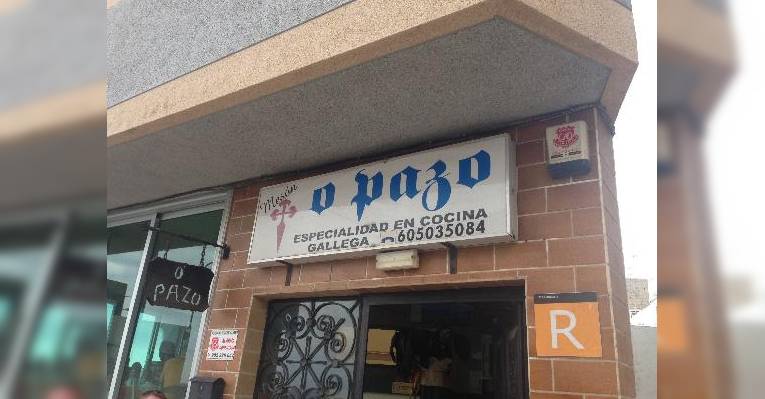 Mesón
o pazo
ESPECIALIDAD EN COCINA
GALLEGA 605035084
O
PAZO
R